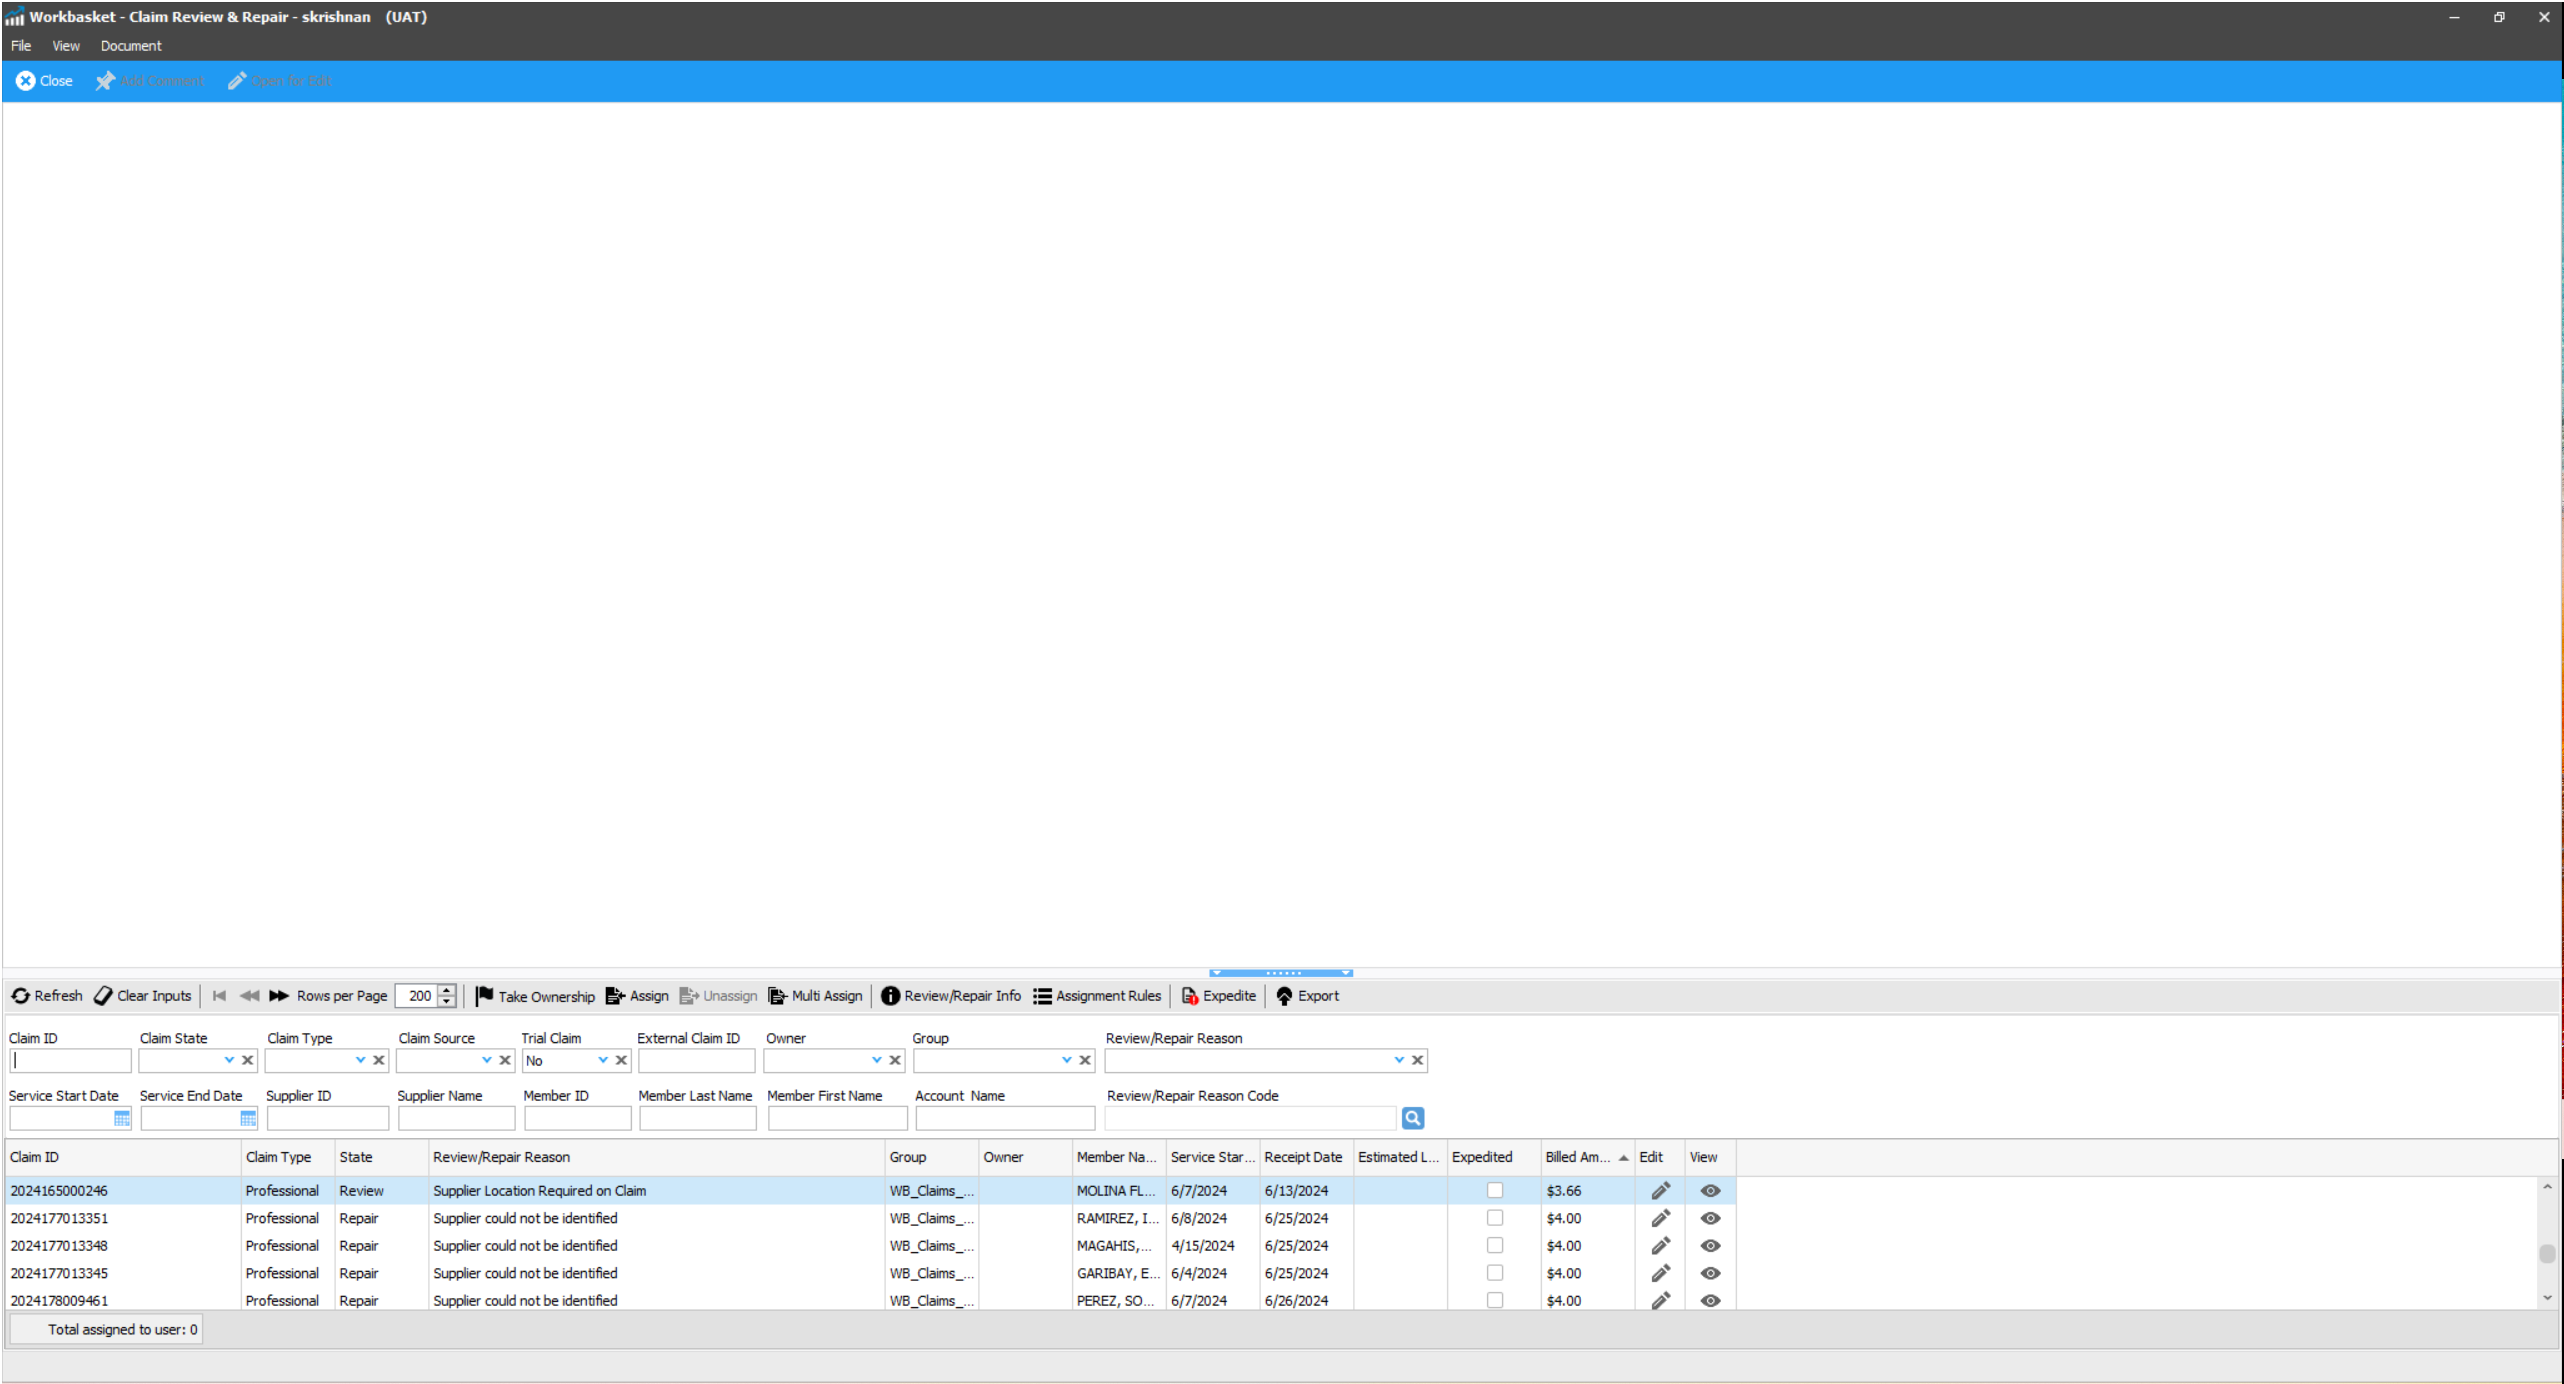 Workbasket - Claim Review & Repair - skrishnan (UAT)
File View Document
Close Add Comment Open for Edit
Refresh Clear Inputs Rows per Page 200 Take Ownership Assign Unassign Multi Assign Review/Repair Info Assignment Rules Expedite Export
Claim ID Claim State Claim Type Claim Source Trial Claim External Claim ID Owner Group Review/Repair Reason
No
Service Start Date Service End Date Supplier ID Supplier Name Member ID Member Last Name Member First Name Account Name Review/Repair Reason Code
Claim ID Claim Type State Review/Repair Reason Group Owner Member Na... Service Star... Receipt Date Estimated L... Expedited Billed Am... Edit View
2024165000246 Professional Review Supplier Location Required on Claim WB_Claims_... MOLINA FL... 6/7/2024 6/13/2024 $3.66
2024177013351 Professional Repair Supplier could not be identified WB_Claims_... RAMIREZ, I... 6/8/2024 6/25/2024 $4.00
2024177013348 Professional Repair Supplier could not be identified WB_Claims_... MAGAHIS,... 4/15/2024 6/25/2024 $4.00
2024177013345 Professional Repair Supplier could not be identified WB_Claims_... GARIBAY, E... 6/4/2024 6/25/2024 $4.00
2024178009461 Professional Repair Supplier could not be identified WB_Claims_... PEREZ, SO... 6/7/2024 6/26/2024 $4.00
Total assigned to user: 0